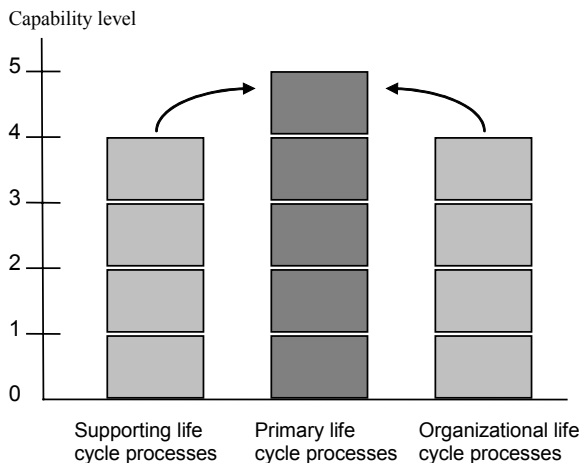 Capability level
5
4
3
2
1
0
Supporting life
cycle processes
Primary life
cycle processes
Organizational life
cycle processes